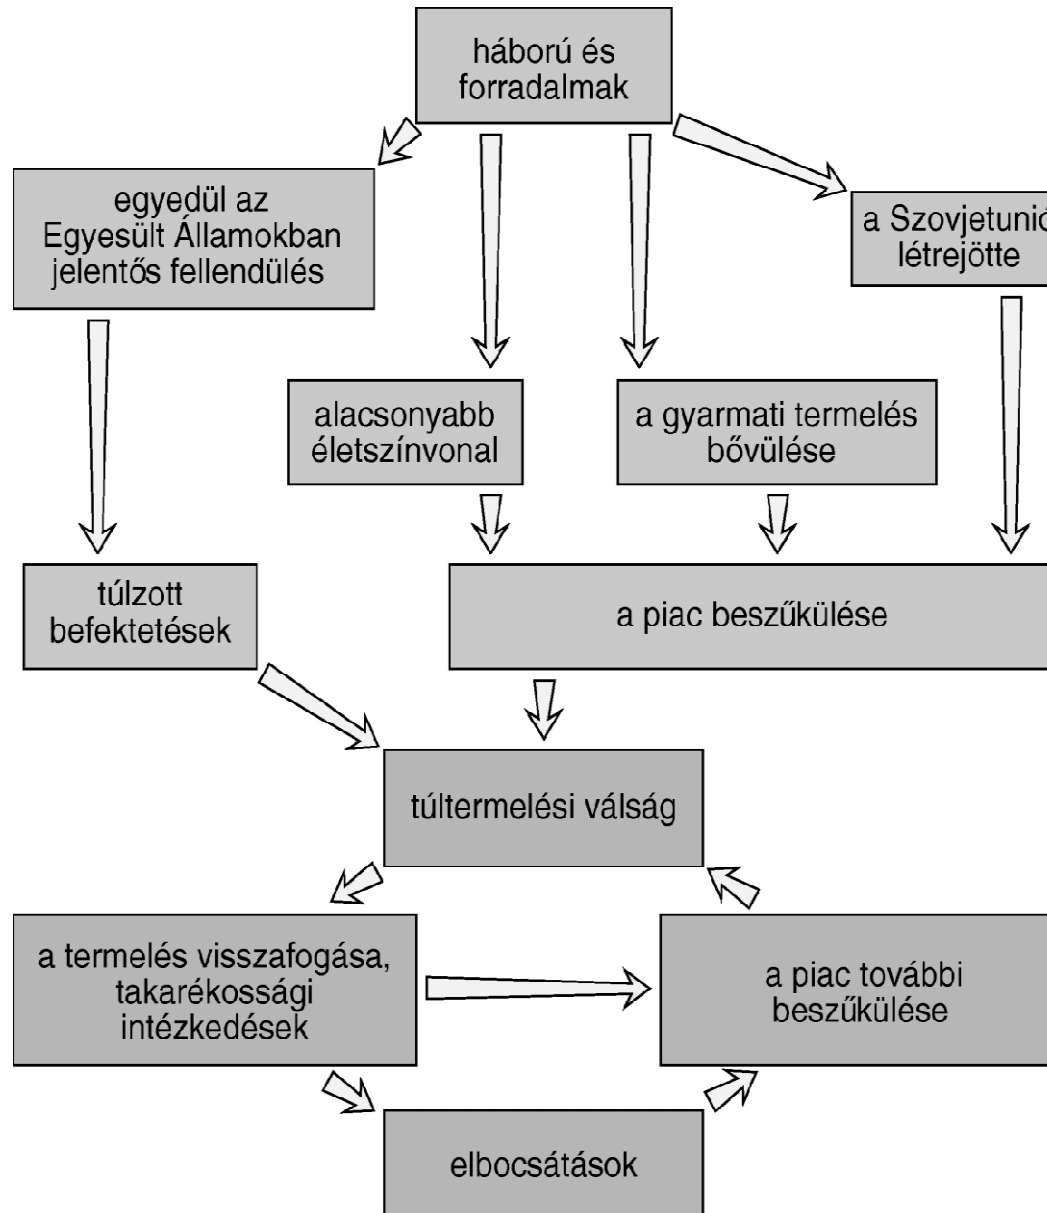 háború és
forradalmak
egyedül az
Egyesült Államokban
jelentős fellendülés
a Szovjetunió
létrejötte
alacsonyabb
életszínvonal
a gyarmati termelés
bővülése
túlzott
befektetések
a piac beszűkülése
túltermelési válság
a termelés visszafogása,
takarékossági
intézkedések
a piac további
beszűkülése
elbocsátások